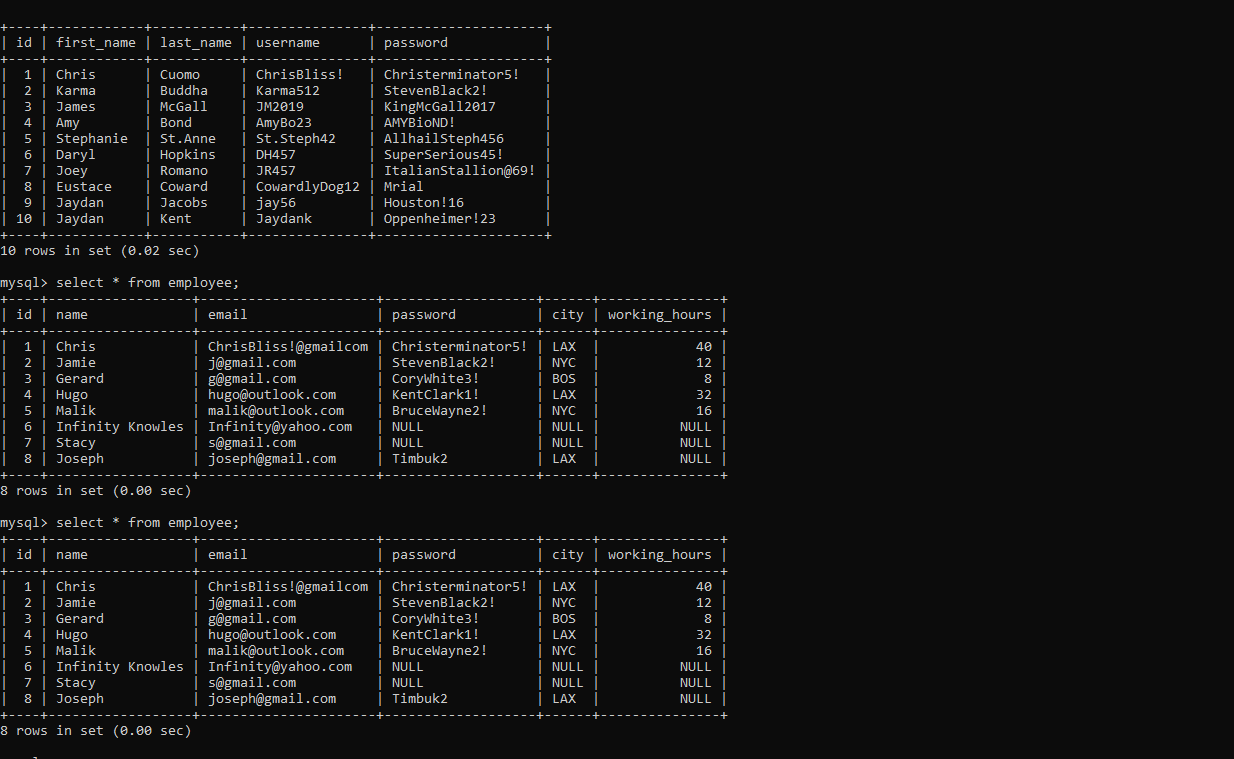 +----+------------+-----------+---------------+---------------------+
| id | first_name | last_name | username      | password            |
+----+------------+-----------+---------------+---------------------+
|  1 | Chris      | Cuomo     | ChrisBliss!   | Christerminator5!   |
|  2 | Karma      | Buddha    | Karma512      | StevenBlack2!       |
|  3 | James      | McGall    | JM2019        | KingMcGall2017      |
|  4 | Amy        | Bond      | AmyBo23       | AMYBioND!           |
|  5 | Stephanie  | St.Anne   | St.Steph42    | AllhailSteph456     |
|  6 | Daryl      | Hopkins   | DH457         | SuperSerious45!     |
|  7 | Joey       | Romano    | JR457         | ItalianStallion@69! |
|  8 | Eustace    | Coward    | CowardlyDog12 | Mrial               |
|  9 | Jaydan     | Jacobs    | jay56         | Houston!16          |
| 10 | Jaydan     | Kent      | Jaydank       | Oppenheimer!23      |
+----+------------+-----------+---------------+---------------------+
10 rows in set (0.02 sec)
mysql> select * from employee;
+----+------------------+----------------------+-------------------+------+---------------+
| id | name             | email                | password          | city | working_hours |
+----+------------------+----------------------+-------------------+------+---------------+
|  1 | Chris            | ChrisBliss!@gmailcom | Christerminator5! | LAX  |            40 |
|  2 | Jamie            | j@gmail.com          | StevenBlack2!     | NYC  |            12 |
|  3 | Gerard           | g@gmail.com          | CoryWhite3!       | BOS  |             8 |
|  4 | Hugo             | hugo@outlook.com     | KentClark1!       | LAX  |            32 |
|  5 | Malik            | malik@outlook.com    | BruceWayne2!      | NYC  |            16 |
|  6 | Infinity Knowles | Infinity@yahoo.com   | NULL              | NULL |          NULL |
|  7 | Stacy            | s@gmail.com          | NULL              | NULL |          NULL |
|  8 | Joseph           | joseph@gmail.com     | Timbuk2           | LAX  |          NULL |
+----+------------------+----------------------+-------------------+------+---------------+
8 rows in set (0.00 sec)
mysql> select * from employee;
+----+------------------+----------------------+-------------------+------+---------------+
| id | name             | email                | password          | city | working_hours |
+----+------------------+----------------------+-------------------+------+---------------+
|  1 | Chris            | ChrisBliss!@gmailcom | Christerminator5! | LAX  |            40 |
|  2 | Jamie            | j@gmail.com          | StevenBlack2!     | NYC  |            12 |
|  3 | Gerard           | g@gmail.com          | CoryWhite3!       | BOS  |             8 |
|  4 | Hugo             | hugo@outlook.com     | KentClark1!       | LAX  |            32 |
|  5 | Malik            | malik@outlook.com    | BruceWayne2!      | NYC  |            16 |
|  6 | Infinity Knowles | Infinity@yahoo.com   | NULL              | NULL |          NULL |
|  7 | Stacy            | s@gmail.com          | NULL              | NULL |          NULL |
|  8 | Joseph           | joseph@gmail.com     | Timbuk2           | LAX  |          NULL |
+----+------------------+----------------------+-------------------+------+---------------+
8 rows in set (0.00 sec)